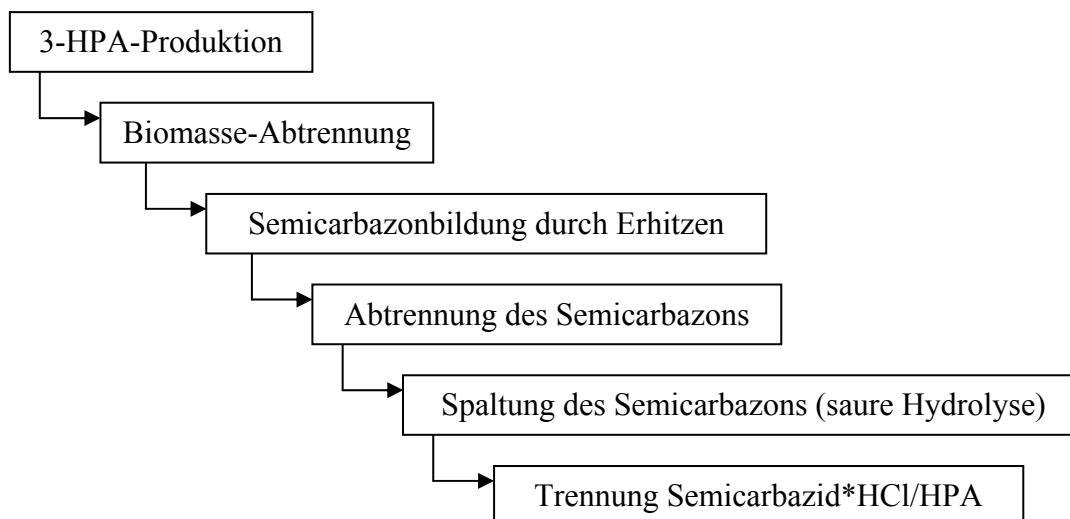 3-HPA-Produktion
Biomasse-Abtrennung
Semicarbazonbildung durch Erhitzen
Abtrennung des Semicarbazons
Spaltung des Semicarbazons (saure Hydrolyse)
Trennung Semicarbazid*HCl/HPA